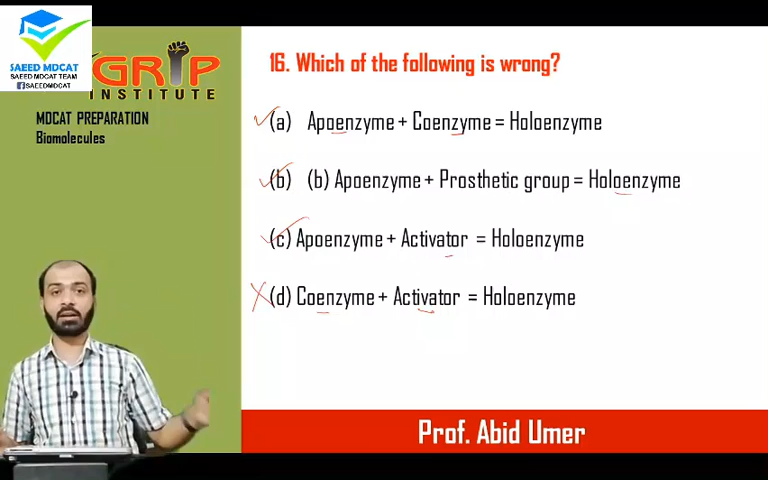 SAEED MDCAT
SAEED MDCAT TEAM
SAEEDMDCAT
GRIP
INSTITUTE
MDCAT PREPARATION
Biomolecules
16. Which of the following is wrong?
(a) Apoenzyme + Coenzyme = Holoenzyme
(b) (b) Apoenzyme + Prosthetic group = Holoenzyme
(c) Apoenzyme + Activator = Holoenzyme
(d) Coenzyme + Activator = Holoenzyme
Prof. Abid Umer